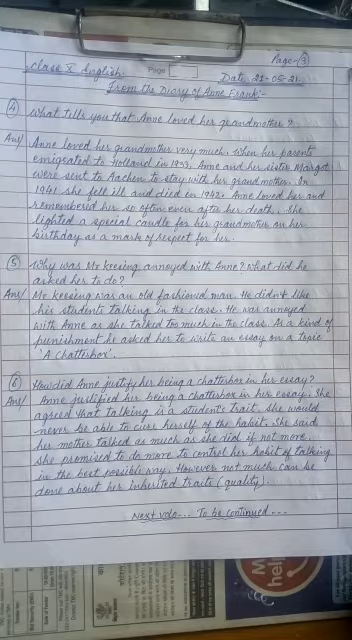 Page-(3)
Class X English Page Date 21-05-21
From the Diary of Anne Frank:-
(4) What tells you that Anne loved her grandmother?
Ans/ Anne loved her grandmother very much. When her parents
emigrated to Holland in 1933, Anne and her sister Margot
were sent to Aachen to stay with her grandmother. In
1941 she fell ill and died in 1942. Anne loved her and
remembered her so often even after her death. She
lighted a special candle for her grandmother on her
birthday as a mark of respect for her.
(5) Why was Mr Keesing annoyed with Anne? What did he
asked her to do?
Ans/ Mr Keesing was an old fashioned man. He didn't like
his students talking in the class. He was annoyed
with Anne as she talked too much in the class. As a kind of
punishment he asked her to write an essay on a topic
'A Chatterbox'.
(6) How did Anne justify her being a chatterbox in her essay?
Ans/ Anne justified her being a chatterbox in her essay. She
agreed that talking is a student's trait. She would
never be able to cure herself of the habit. She said
her mother talked as much as she did if not more.
She promised to do more to control her habit of talking
in the best possible way. However not much can be
done about her inherited traits (quality).
Next vdo... To be continued...